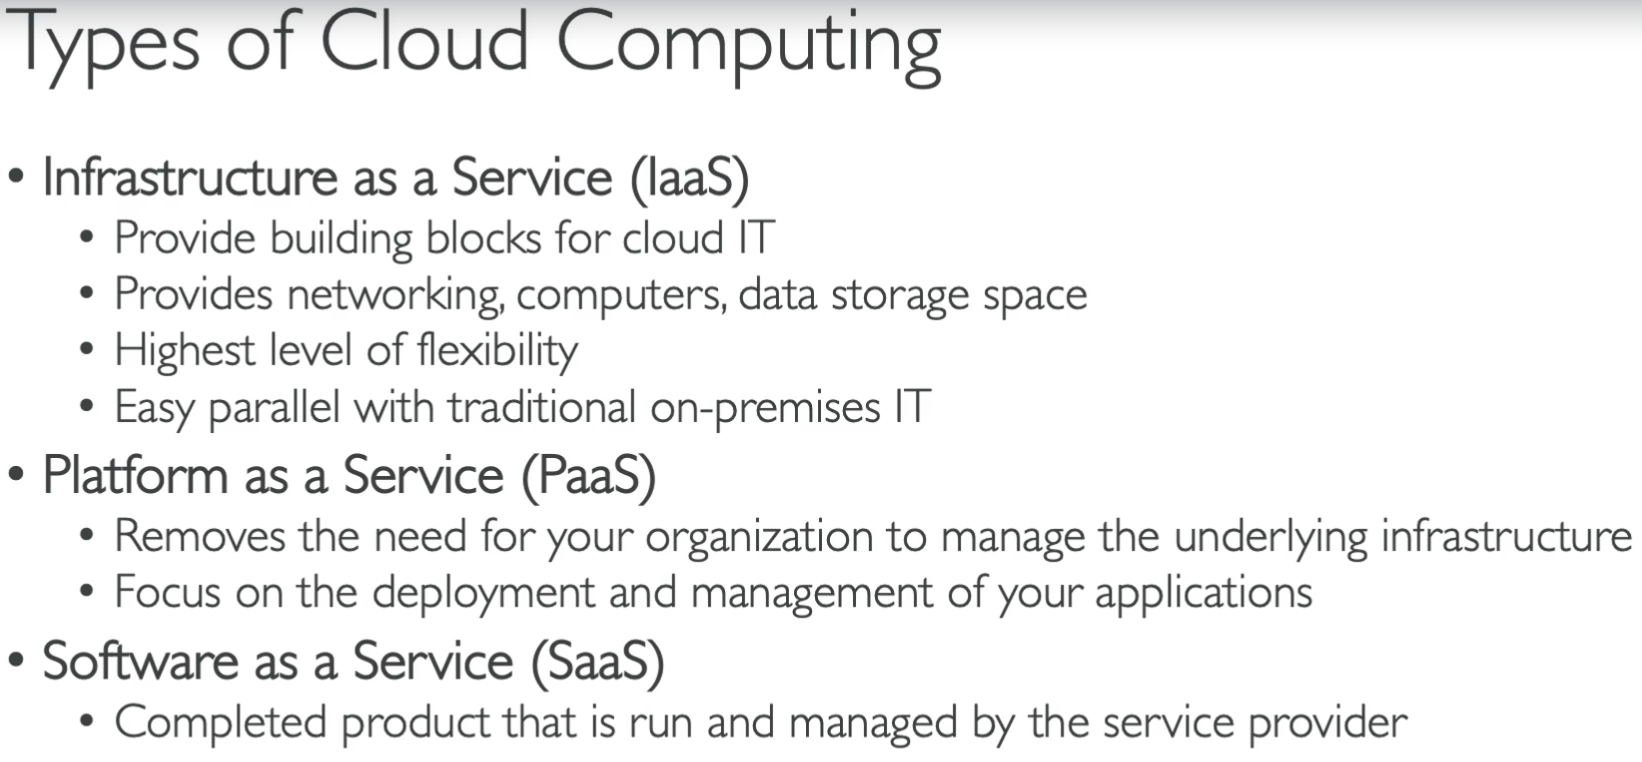 Types of Cloud Computing
• Infrastructure as a Service (IaaS)
• Provide building blocks for cloud IT
• Provides networking, computers, data storage space
• Highest level of flexibility
• Easy parallel with traditional on-premises IT
• Platform as a Service (PaaS)
• Removes the need for your organization to manage the underlying infrastructure
• Focus on the deployment and management of your applications
• Software as a Service (SaaS)
• Completed product that is run and managed by the service provider